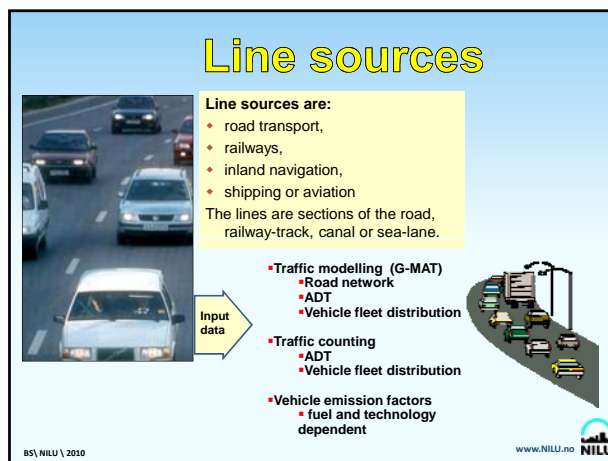 Line sources
Line sources are:
road transport,
railways,
inland navigation,
shipping or aviation
The lines are sections of the road,
railway-track, canal or sea-lane.
Input
data
Traffic modelling (G-MAT)
Road network
ADT
Vehicle fleet distribution
Traffic counting
ADT
Vehicle fleet distribution
Vehicle emission factors
fuel and technology
dependent
BS\ NILU \ 2010
www.NILU.no
NILU